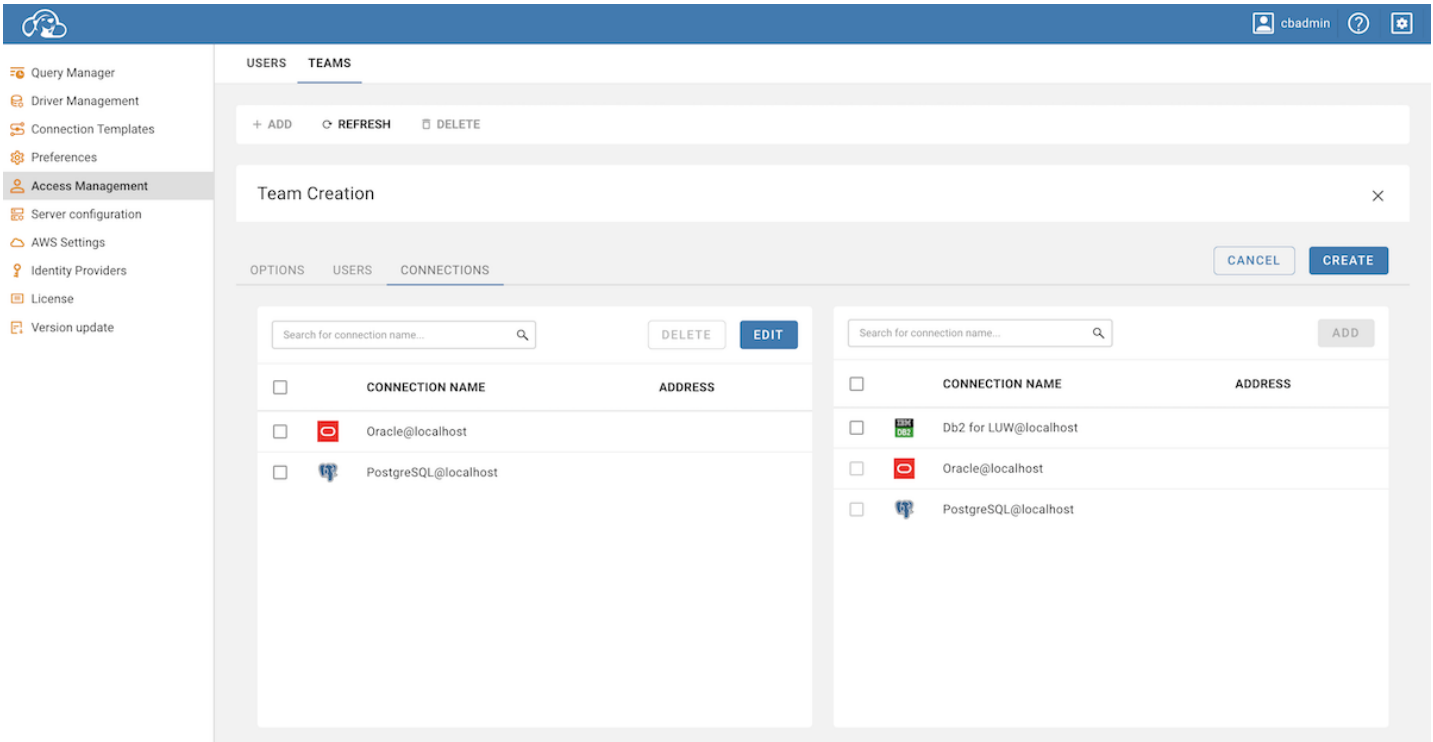 cbadmin
Query Manager
Driver Management
Connection Templates
Preferences
Access Management
Server configuration
AWS Settings
Identity Providers
License
Version update
USERS TEAMS
+ ADD REFRESH DELETE
Team Creation
OPTIONS USERS CONNECTIONS
CANCEL CREATE
Search for connection name... DELETE EDIT
CONNECTION NAME ADDRESS
Oracle@localhost
PostgreSQL@localhost
Search for connection name... ADD
CONNECTION NAME ADDRESS
IBM DB2 Db2 for LUW@localhost
Oracle@localhost
PostgreSQL@localhost